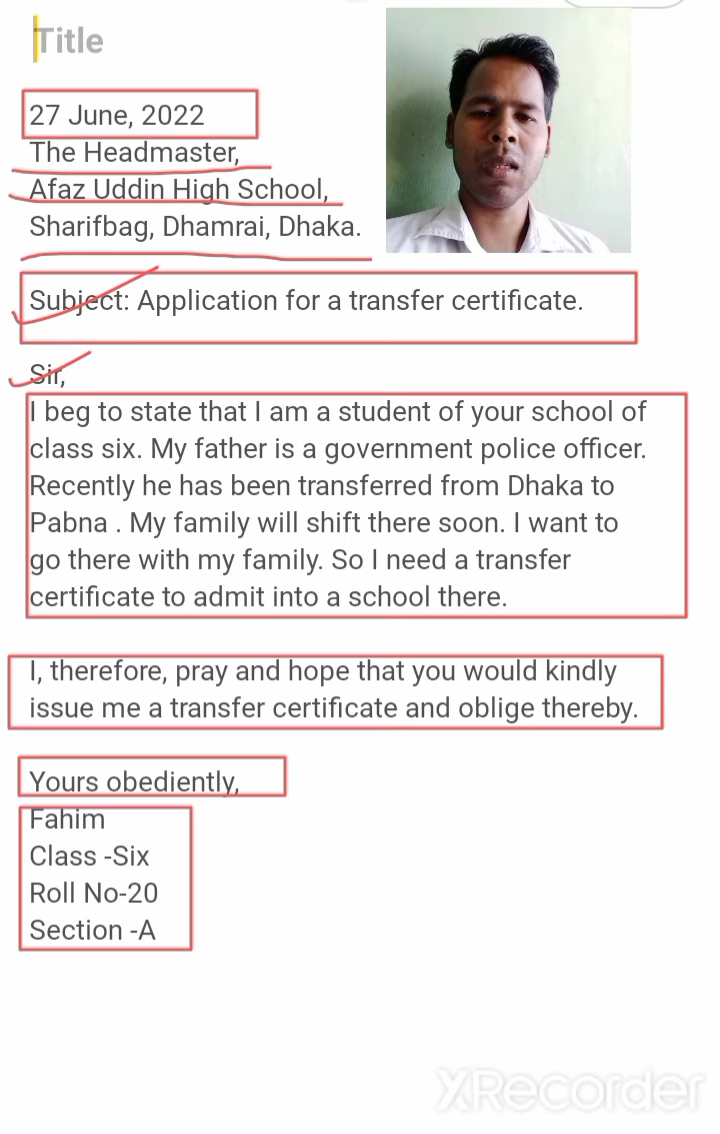 Title
27 June, 2022
The Headmaster,
Afaz Uddin High School,
Sharifbag, Dhamrai, Dhaka.
Subject: Application for a transfer certificate.
Sir,
I beg to state that I am a student of your school of
class six. My father is a government police officer.
Recently he has been transferred from Dhaka to
Pabna . My family will shift there soon. I want to
go there with my family. So I need a transfer
certificate to admit into a school there.
I, therefore, pray and hope that you would kindly
issue me a transfer certificate and oblige thereby.
Yours obediently,
Fahim
Class -Six
Roll No-20
Section -A
XRecorder